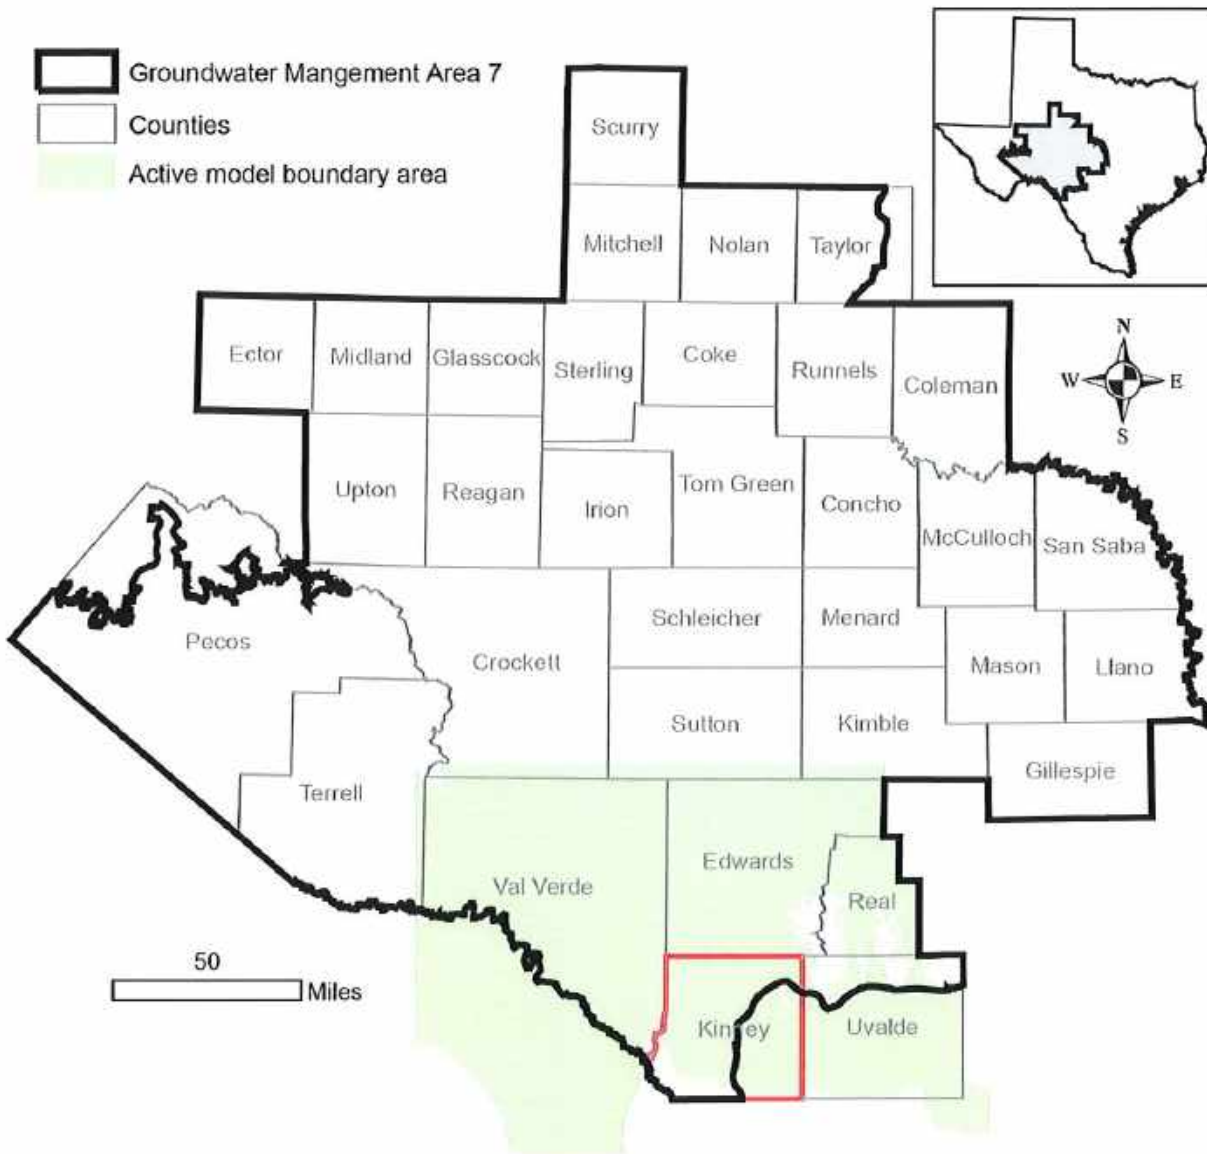 Groundwater Mangement Area 7
Counties
Active model boundary area
Scurry
Mitchell
Nolan
Taylor
N
W
E
S
Ector
Midland
Glasscock
Sterling
Coke
Runnels
Coleman
Upton
Reagan
Irion
Tom Green
Concho
McCulloch
San Saba
Pecos
Crockett
Schleicher
Menard
Mason
Llano
Sutton
Kimble
Gillespie
Terrell
Val Verde
Edwards
Real
50
Miles
Kinney
Uvalde